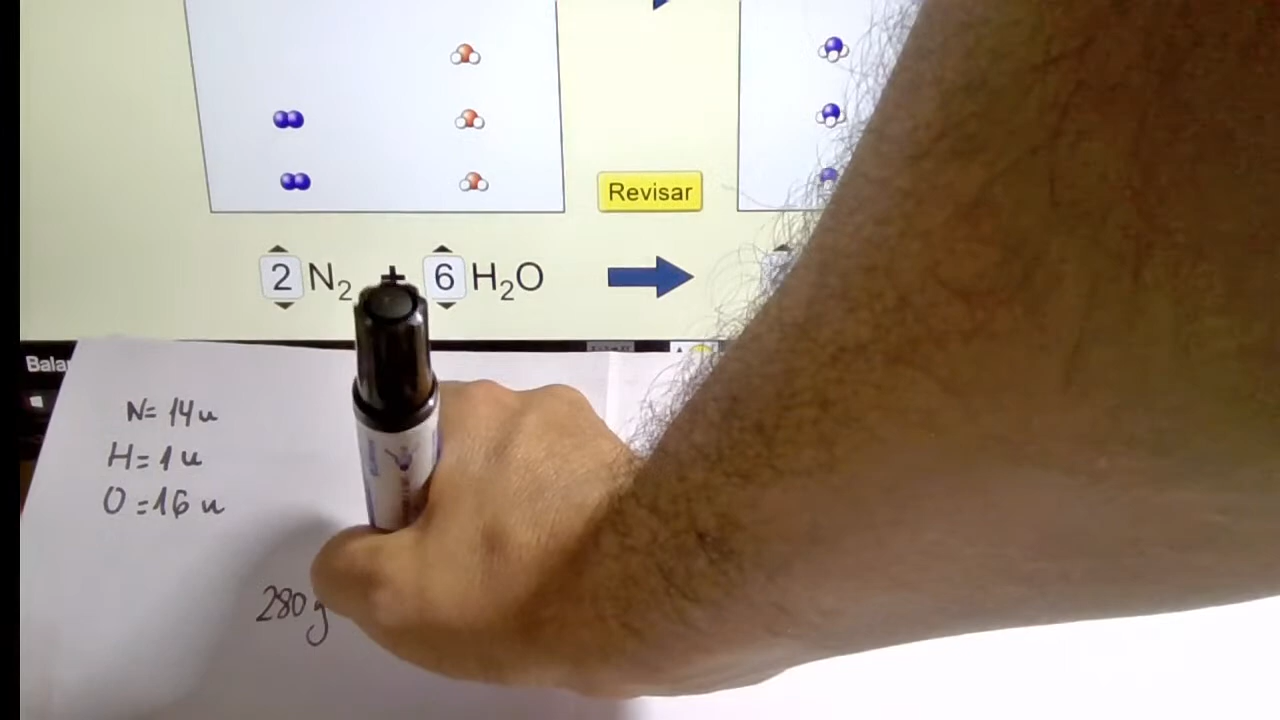 Revisar
2 N₂ + 6 H₂O
Bala
N= 14 u
H= 1 u
O = 16 u
280 g